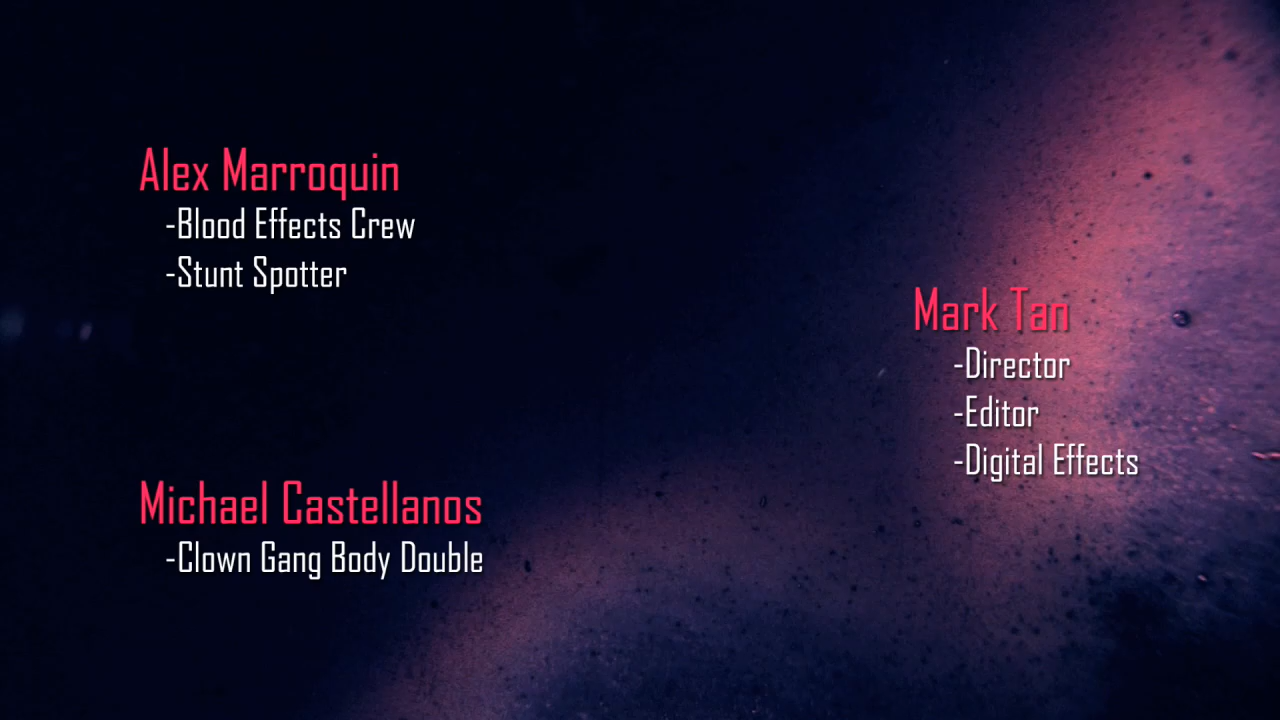 Alex Marroquin
-Blood Effects Crew
-Stunt Spotter
Mark Tan
-Director
-Editor
-Digital Effects
Michael Castellanos
-Clown Gang Body Double